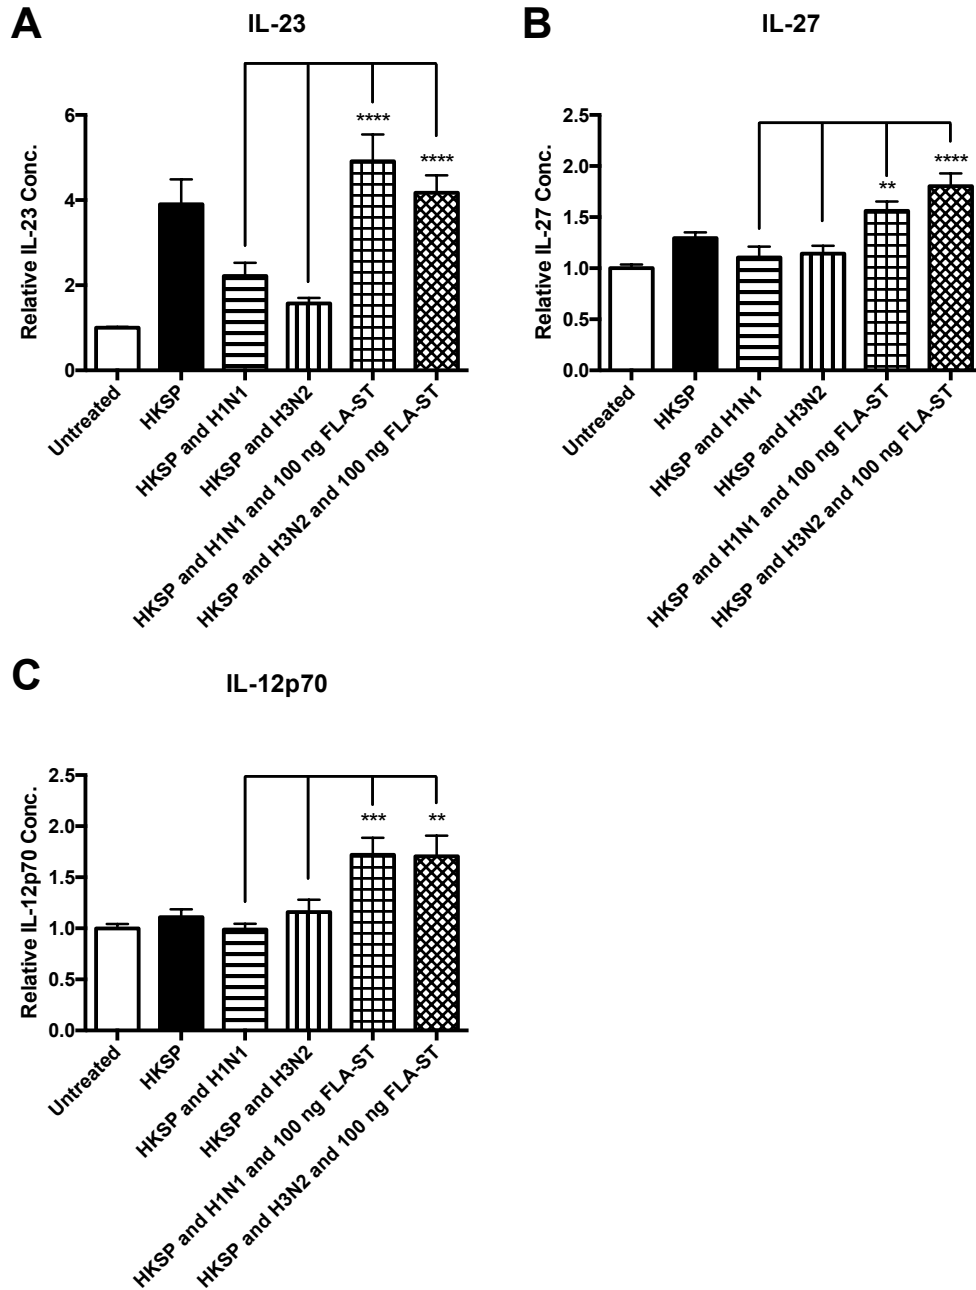 A
IL-23
Relative IL-23 Conc.
6
4
2
0
****
****
Untreated
HKSP
HKSP and H1N1
HKSP and H3N2
HKSP and H1N1 and 100 ng FLA-ST
HKSP and H3N2 and 100 ng FLA-ST
B
IL-27
Relative IL-27 Conc.
2.5
2.0
1.5
1.0
0.5
0.0
**
****
Untreated
HKSP
HKSP and H1N1
HKSP and H3N2
HKSP and H1N1 and 100 ng FLA-ST
HKSP and H3N2 and 100 ng FLA-ST
C
IL-12p70
Relative IL-12p70 Conc.
2.5
2.0
1.5
1.0
0.5
0.0
***
**
Untreated
HKSP
HKSP and H1N1
HKSP and H3N2
HKSP and H1N1 and 100 ng FLA-ST
HKSP and H3N2 and 100 ng FLA-ST